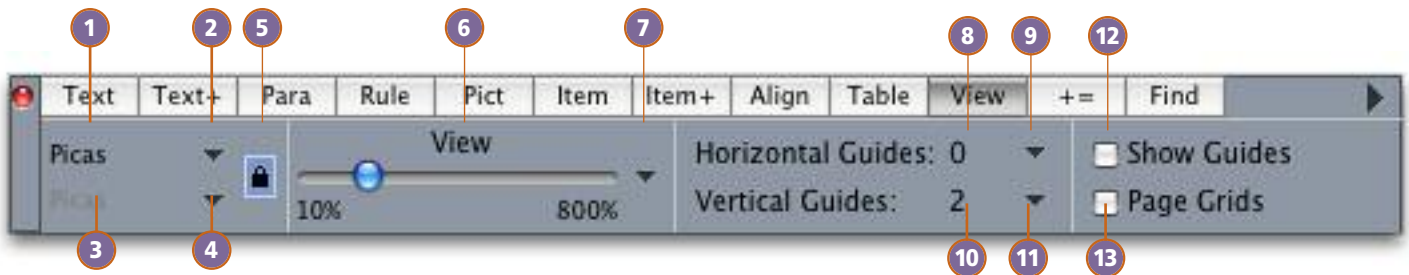 1 2 5 6 7 8 9 12
Text Text+ Para Rule Pict Item Item+ Align Table View += Find
Picas View Horizontal Guides: 0 Show Guides
Picas 10% 800% Vertical Guides: 2 Page Grids
3 4 10 11 13